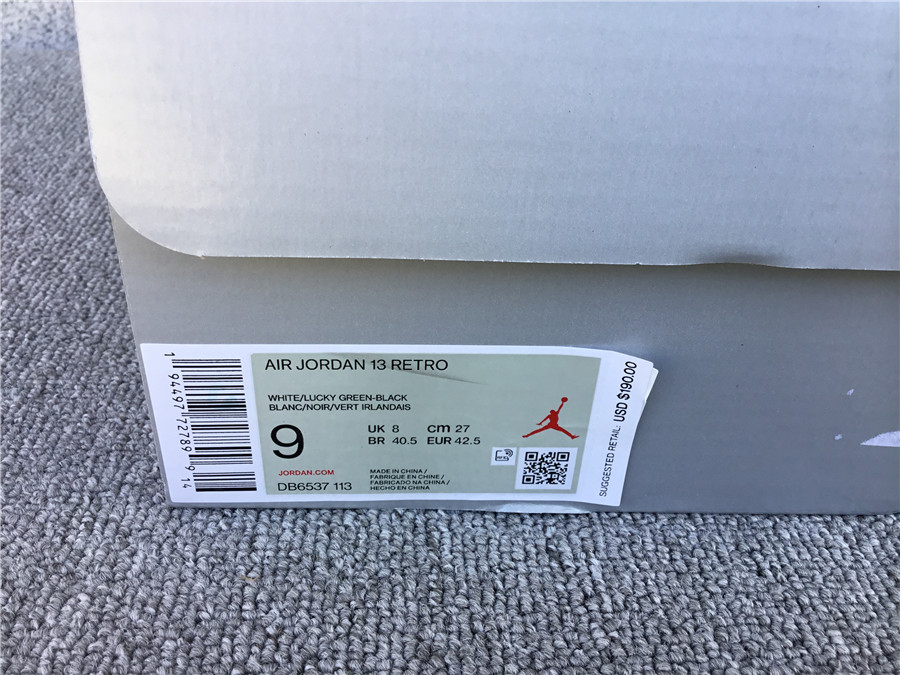 AIR JORDAN 13 RETRO
WHITE/LUCKY GREEN-BLACK
BLANC/NOIR/VERT IRLANDAIS
9
UK 8 cm 27
BR 40.5 EUR 42.5
JORDAN.COM
DB6537 113
MADE IN CHINA /
FABRIQUE EN CHINE /
FABRICADO NA CHINA /
HECHO EN CHINA
SUGGESTED RETAIL: USD $190.00
1 94497 72789 9 14